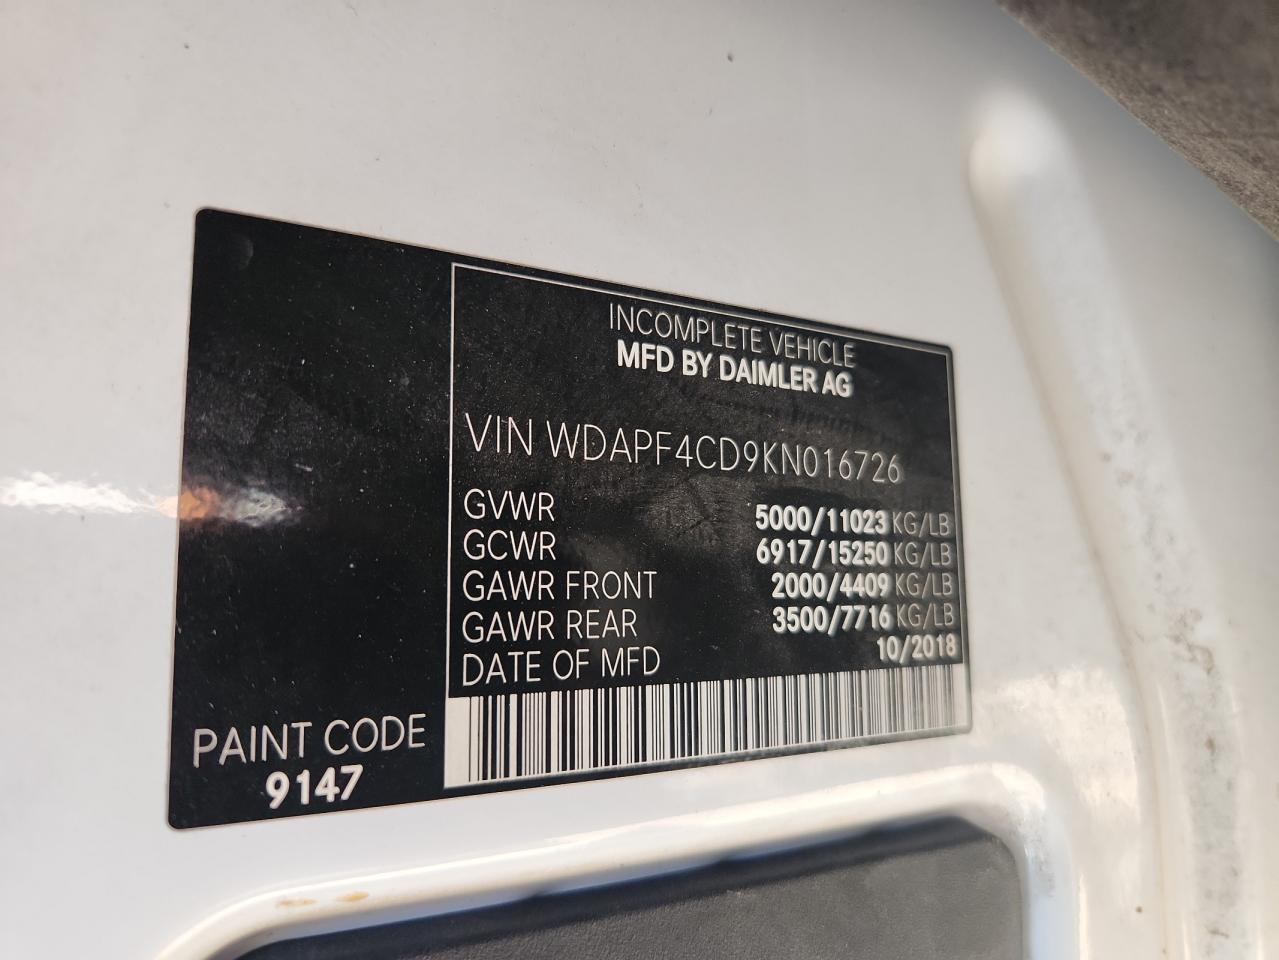 INCOMPLETE VEHICLE
MFD BY DAIMLER AG
VIN WDAPF4CD9KN016726
GVWR 5000/11023 KG/LB
GCWR 6917/15250 KG/LB
GAWR FRONT 2000/4409 KG/LB
GAWR REAR 3500/7716 KG/LB
DATE OF MFD 10/2018
PAINT CODE
9147